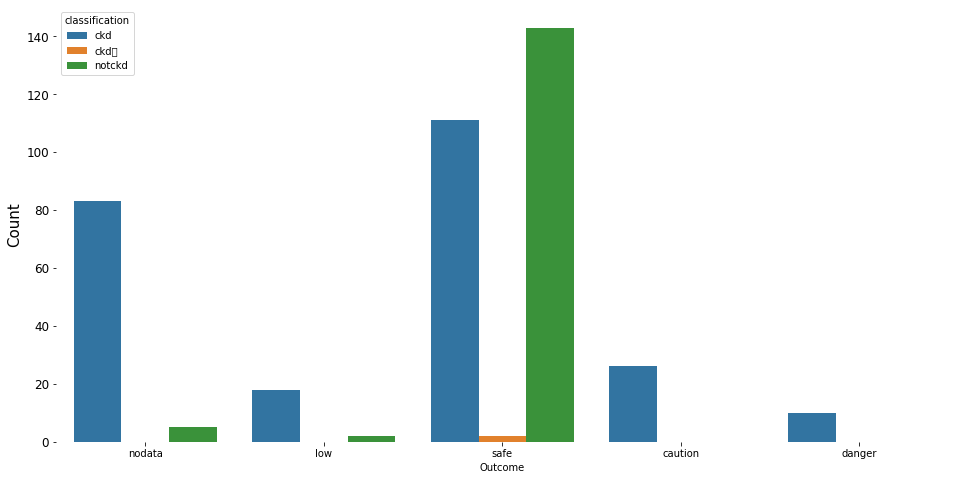 classification
ckd
ckd▯
notckd
140
120
100
80
60
40
20
0
Count
nodata low safe caution danger
Outcome